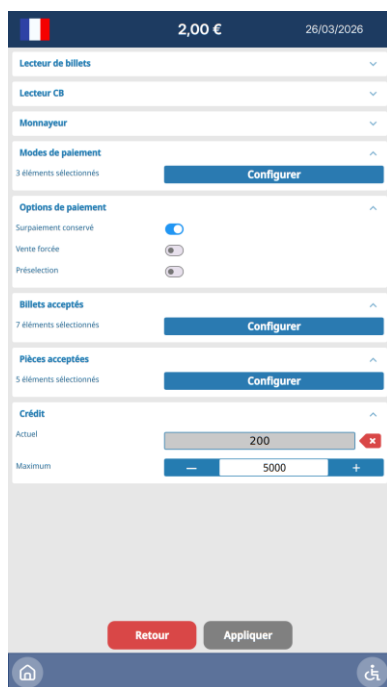 2,00 €
26/03/2026
Lecteur de billets
Lecteur CB
Monnayeur
Modes de paiement
3 éléments sélectionnés
Configurer
Options de paiement
Surpaiement conservé
Vente forcée
Préselection
Billets acceptés
7 éléments sélectionnés
Configurer
Pièces acceptées
5 éléments sélectionnés
Configurer
Crédit
Actuel
200
Maximum
— 5000 +
Retour
Appliquer